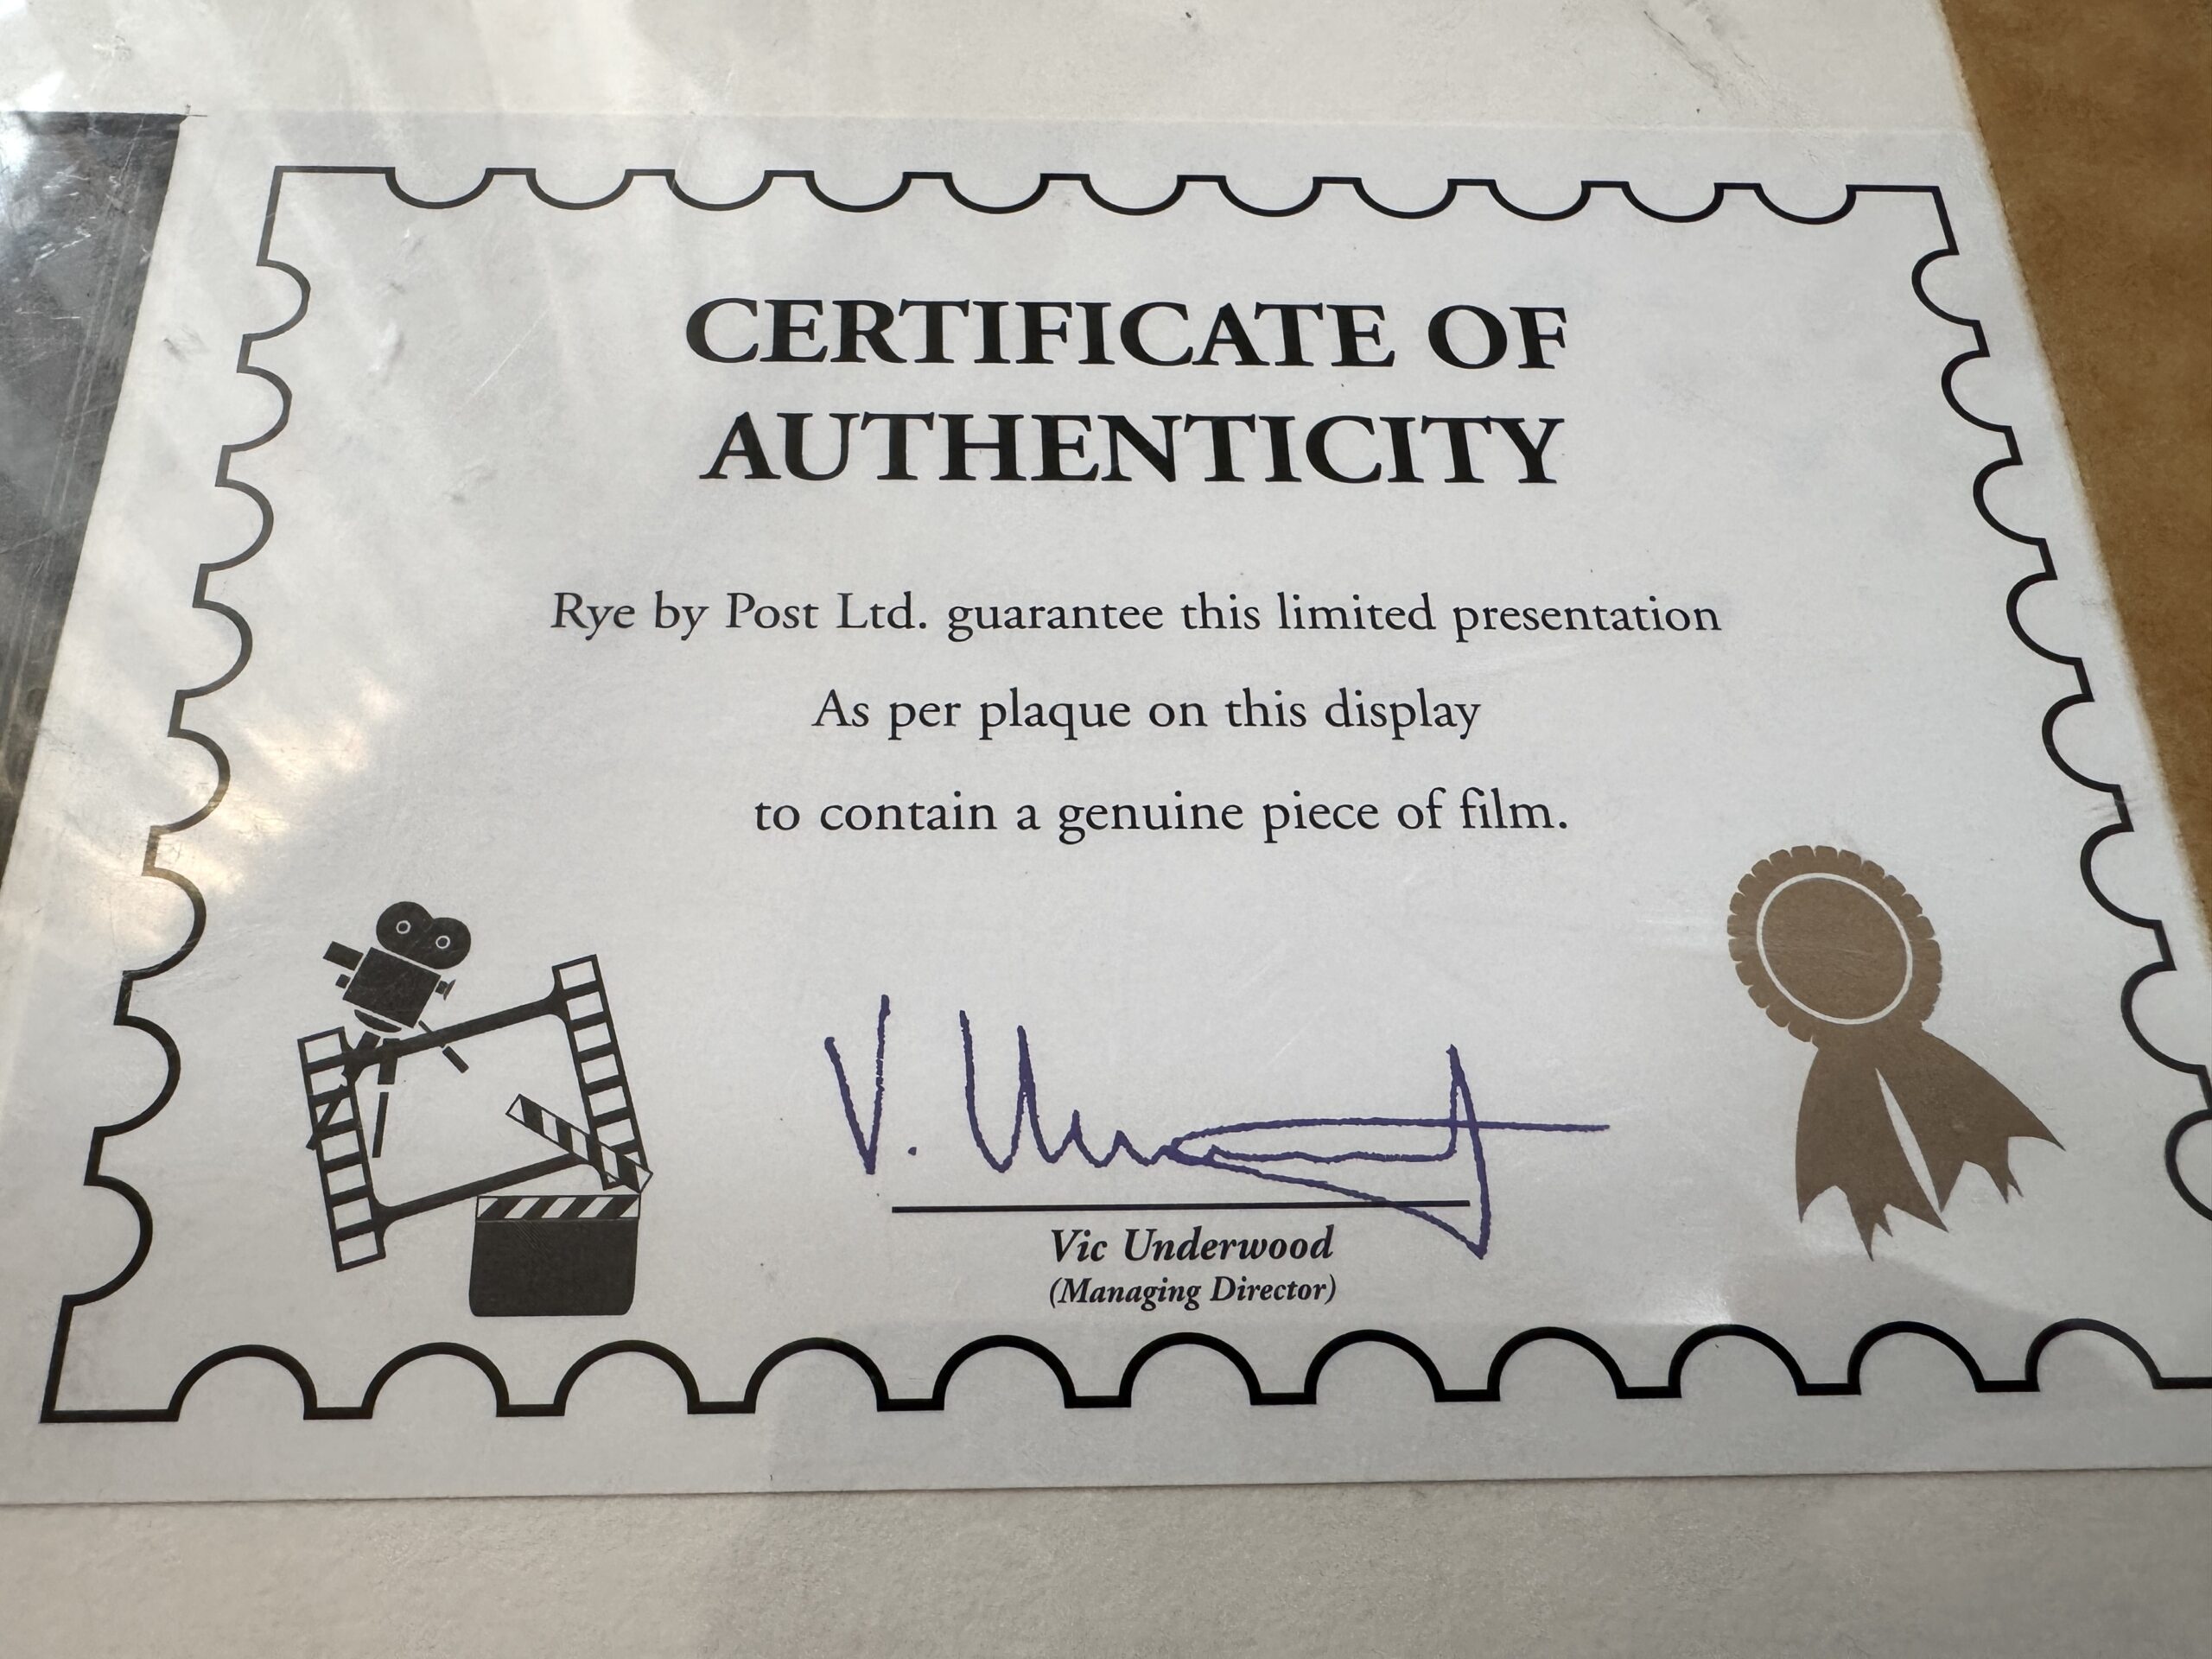 CERTIFICATE OF
AUTHENTICITY
Rye by Post Ltd. guarantee this limited presentation
As per plaque on this display
to contain a genuine piece of film.
V. Underwood
Vic Underwood
(Managing Director)